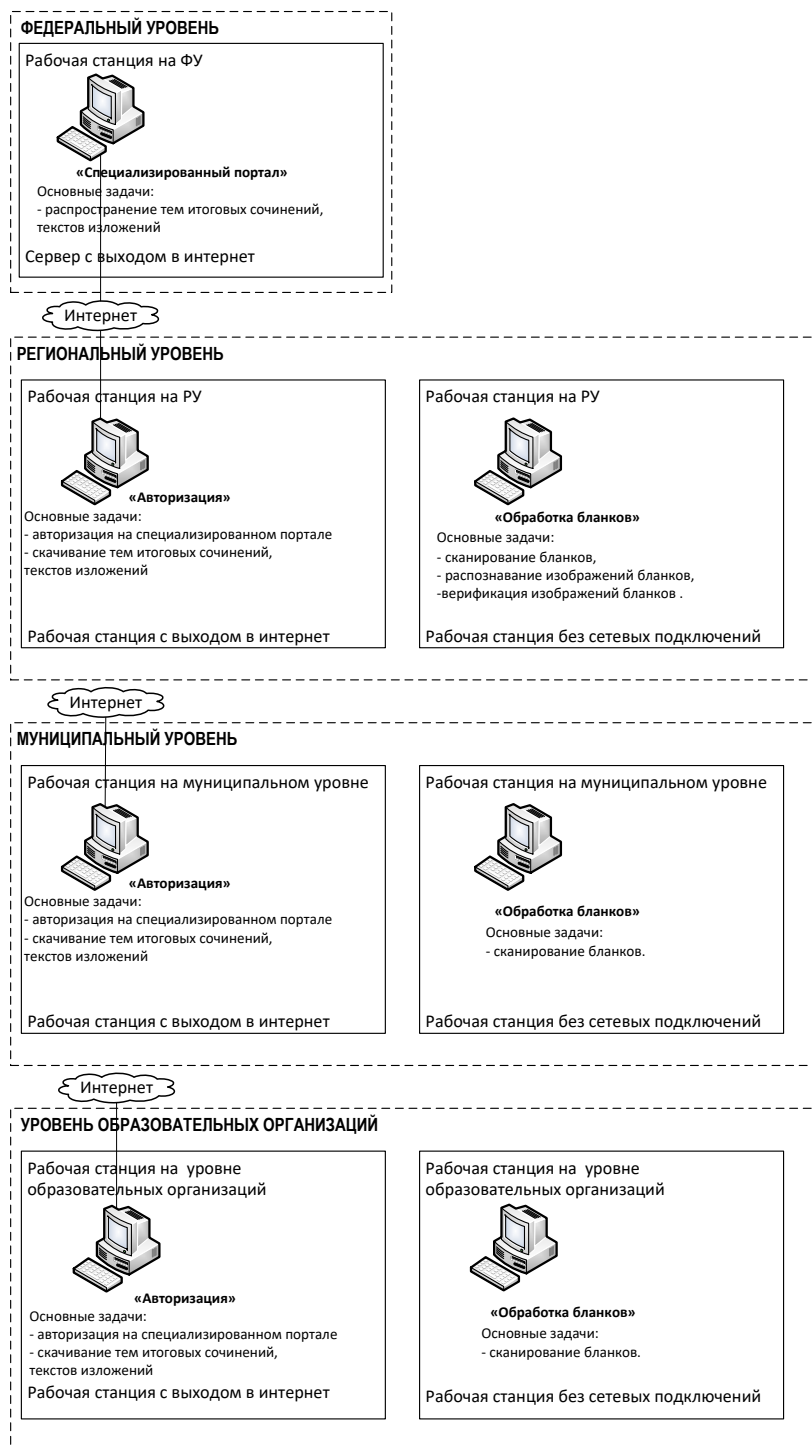 ФЕДЕРАЛЬНЫЙ УРОВЕНЬ
Рабочая станция на ФУ
«Специализированный портал»
Основные задачи:
- распространение тем итоговых сочинений,
текстов изложений
Сервер с выходом в интернет
Интернет
РЕГИОНАЛЬНЫЙ УРОВЕНЬ
Рабочая станция на РУ
«Авторизация»
Основные задачи:
- авторизация на специализированном портале
- скачивание тем итоговых сочинений,
текстов изложений
Рабочая станция с выходом в интернет
Рабочая станция на РУ
«Обработка бланков»
Основные задачи:
- сканирование бланков,
- распознавание изображений бланков,
-верификация изображений бланков .
Рабочая станция без сетевых подключений
Интернет
МУНИЦИПАЛЬНЫЙ УРОВЕНЬ
Рабочая станция на муниципальном уровне
«Авторизация»
Основные задачи:
- авторизация на специализированном портале
- скачивание тем итоговых сочинений,
текстов изложений
Рабочая станция с выходом в интернет
Рабочая станция на муниципальном уровне
«Обработка бланков»
Основные задачи:
- сканирование бланков.
Рабочая станция без сетевых подключений
Интернет
УРОВЕНЬ ОБРАЗОВАТЕЛЬНЫХ ОРГАНИЗАЦИЙ
Рабочая станция на уровне
образовательных организаций
«Авторизация»
Основные задачи:
- авторизация на специализированном портале
- скачивание тем итоговых сочинений,
текстов изложений
Рабочая станция с выходом в интернет
Рабочая станция на уровне
образовательных организаций
«Обработка бланков»
Основные задачи:
- сканирование бланков.
Рабочая станция без сетевых подключений